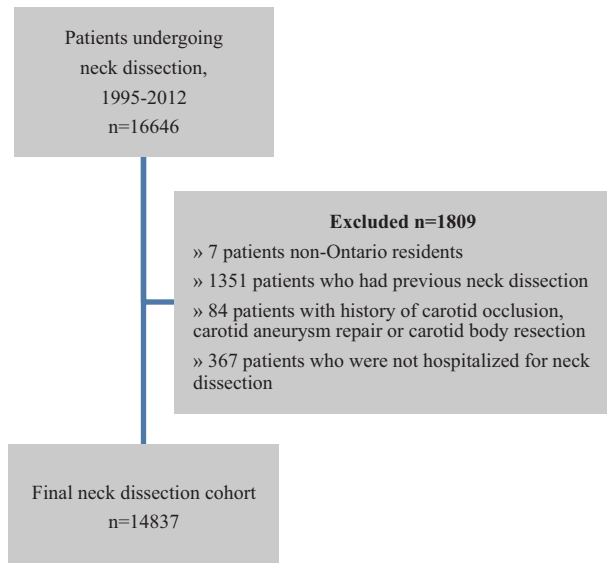 Patients undergoing
neck dissection,
1995-2012
n=16646
Excluded n=1809
» 7 patients non-Ontario residents
» 1351 patients who had previous neck dissection
» 84 patients with history of carotid occlusion,
carotid aneurysm repair or carotid body resection
» 367 patients who were not hospitalized for neck
dissection
Final neck dissection cohort
n=14837